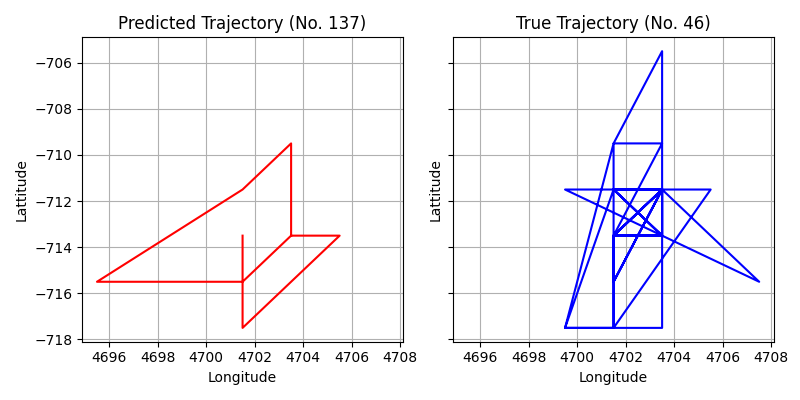 Predicted Trajectory (No. 137)
True Trajectory (No. 46)
−706
−708
−710
−712
−714
−716
−718
Lattitude
Lattitude
4696 4698 4700 4702 4704 4706 4708
4696 4698 4700 4702 4704 4706 4708
Longitude
Longitude